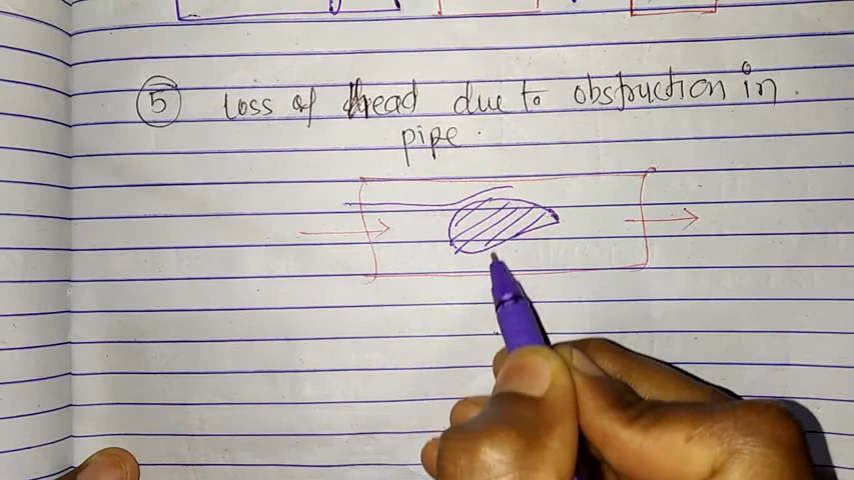 ⑤ Loss of head due to obstruction in.
pipe.